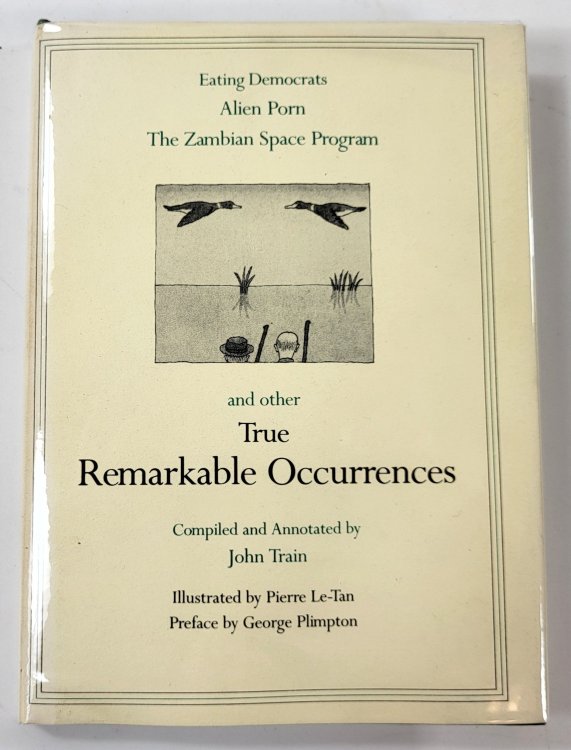 Eating Democrats
Alien Porn
The Zambian Space Program
and other
True
Remarkable Occurrences
Compiled and Annotated by
John Train
Illustrated by Pierre Le-Tan
Preface by George Plimpton